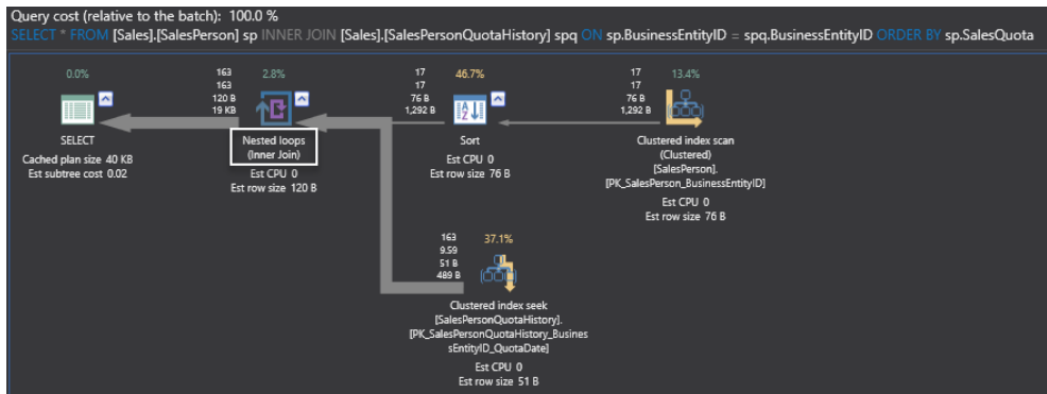 Query cost (relative to the batch): 100.0 %
SELECT * FROM [Sales].[SalesPerson] sp INNER JOIN [Sales].[SalesPersonQuotaHistory] spq ON sp.BusinessEntityID = spq.BusinessEntityID ORDER BY sp.SalesQuota
0.0%
SELECT
Cached plan size 40 KB
Est subtree cost 0.02
163
163
120 B
19 KB
2.8%
Nested loops
(Inner Join)
Est CPU 0
Est row size 120 B
17
17
76 B
1,292 B
46.7%
A
Z
Sort
Est CPU 0
Est row size 76 B
17
17
76 B
1,292 B
13.4%
Clustered index scan
(Clustered)
[SalesPerson].
[PK_SalesPerson_BusinessEntityID]
Est CPU 0
Est row size 76 B
163
9.59
51 B
489 B
37.1%
Clustered index seek
[SalesPersonQuotaHistory].
[PK_SalesPersonQuotaHistory_Busines
sEntityID_QuotaDate]
Est CPU 0
Est row size 51 B